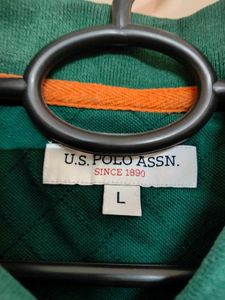 U.S. POLO ASSN.
SINCE 1890
L